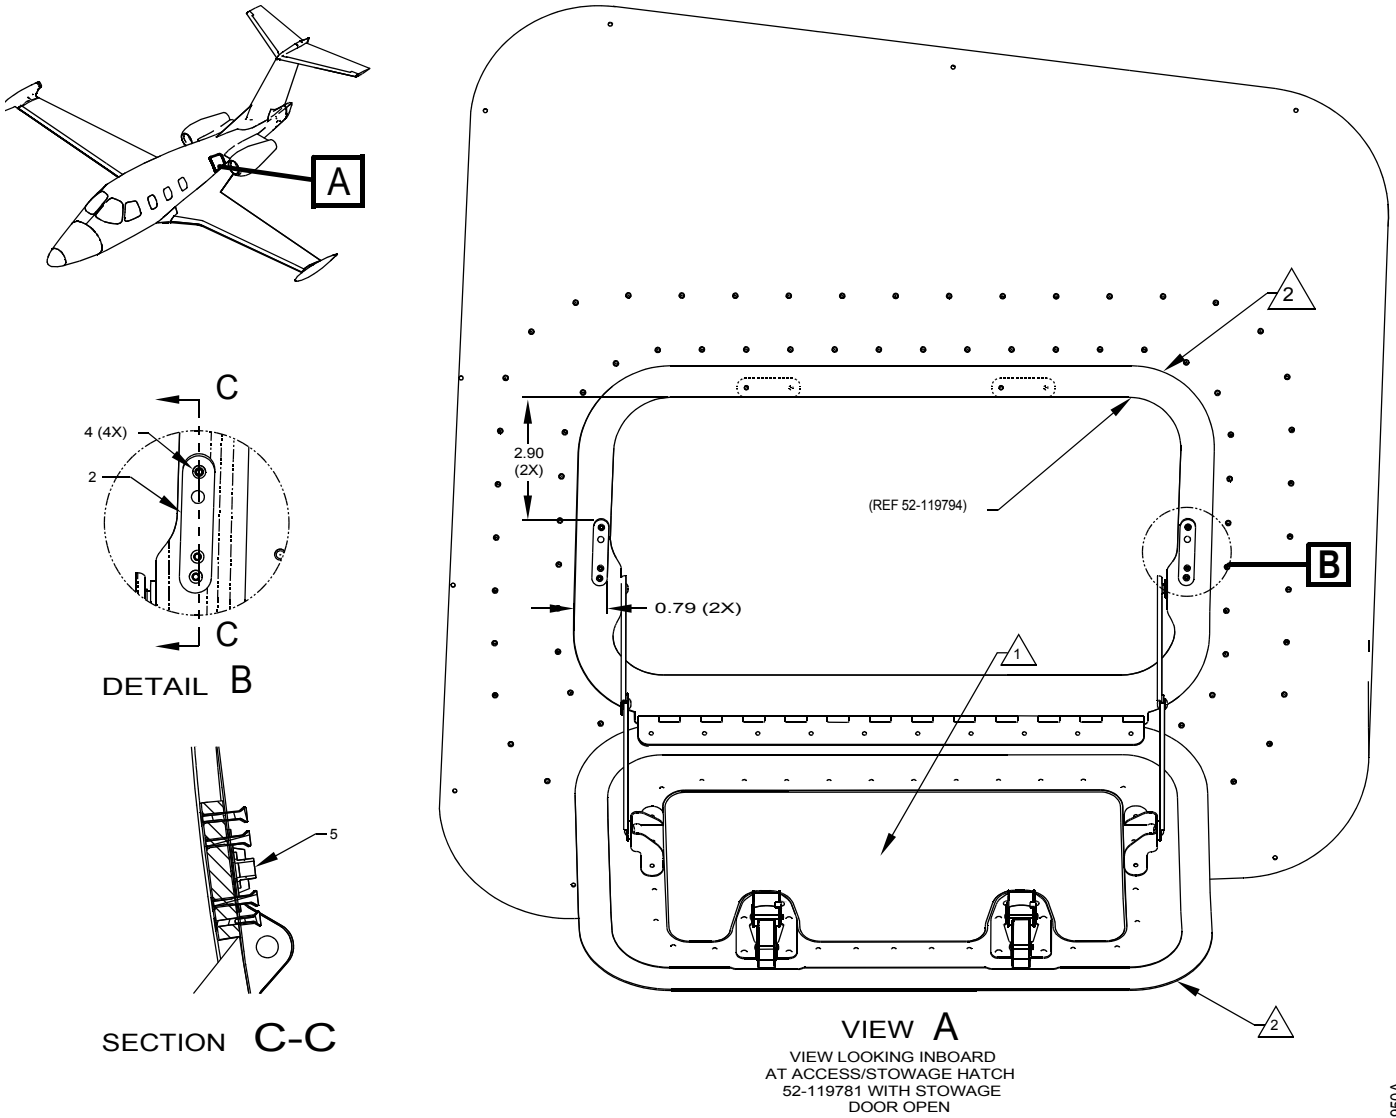 A
2
C
4 (4X)
2
C
DETAIL B
2.90
(2X)
(REF 52-119794)
B
0.79 (2X)
1
5
SECTION C-C
2
VIEW A
VIEW LOOKING INBOARD
AT ACCESS/STOWAGE HATCH
52-119781 WITH STOWAGE
DOOR OPEN